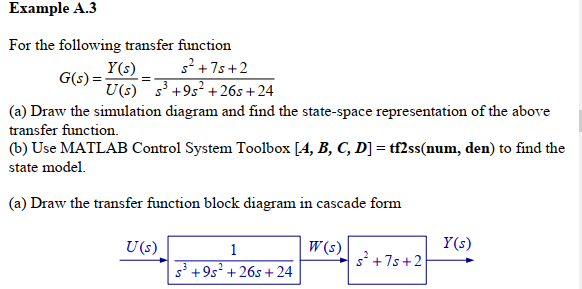 Example A.3
For the following transfer function
G(s) = Y(s)/U(s) = (s² + 7s + 2)/(s³ + 9s² + 26s + 24)
(a) Draw the simulation diagram and find the state-space representation of the above
transfer function.
(b) Use MATLAB Control System Toolbox [A, B, C, D] = tf2ss(num, den) to find the
state model.
(a) Draw the transfer function block diagram in cascade form
U(s) 1/(s³ + 9s² + 26s + 24) W(s) s² + 7s + 2 Y(s)